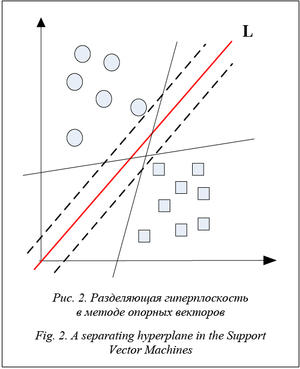 L
Рис. 2. Разделяющая гиперплоскость
в методе опорных векторов
Fig. 2. A separating hyperplane in the Support
Vector Machines